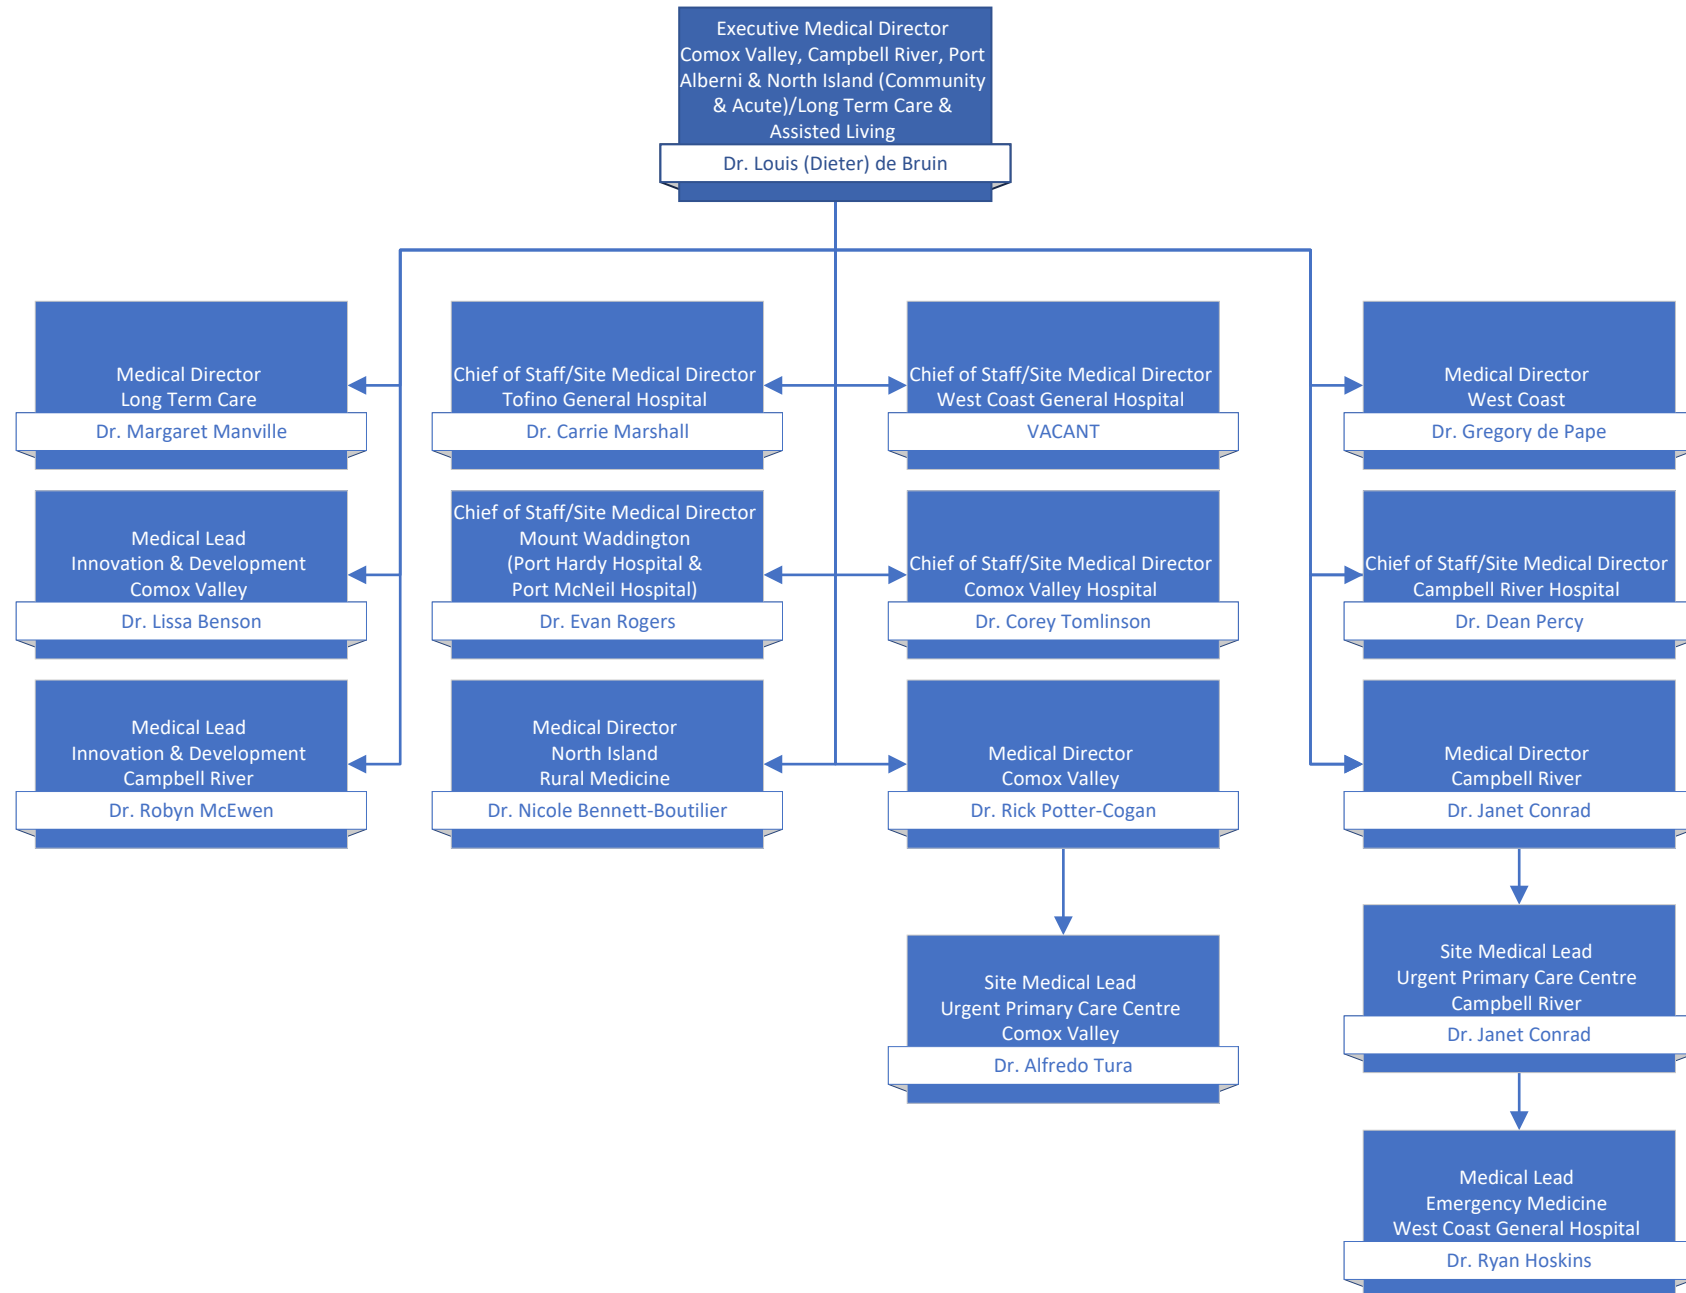 Executive Medical Director
Comox Valley, Campbell River, Port
Alberni & North Island (Community
& Acute)/Long Term Care &
Assisted Living
Dr. Louis (Dieter) de Bruin
Medical Director
Long Term Care
Dr. Margaret Manville
Chief of Staff/Site Medical Director
Tofino General Hospital
Dr. Carrie Marshall
Chief of Staff/Site Medical Director
West Coast General Hospital
VACANT
Medical Director
West Coast
Dr. Gregory de Pape
Medical Lead
Innovation & Development
Comox Valley
Dr. Lissa Benson
Chief of Staff/Site Medical Director
Mount Waddington
(Port Hardy Hospital &
Port McNeil Hospital)
Dr. Evan Rogers
Chief of Staff/Site Medical Director
Comox Valley Hospital
Dr. Corey Tomlinson
Chief of Staff/Site Medical Director
Campbell River Hospital
Dr. Dean Percy
Medical Lead
Innovation & Development
Campbell River
Dr. Robyn McEwen
Medical Director
North Island
Rural Medicine
Dr. Nicole Bennett-Boutilier
Medical Director
Comox Valley
Dr. Rick Potter-Cogan
Medical Director
Campbell River
Dr. Janet Conrad
Site Medical Lead
Urgent Primary Care Centre
Comox Valley
Dr. Alfredo Tura
Site Medical Lead
Urgent Primary Care Centre
Campbell River
Dr. Janet Conrad
Medical Lead
Emergency Medicine
West Coast General Hospital
Dr. Ryan Hoskins